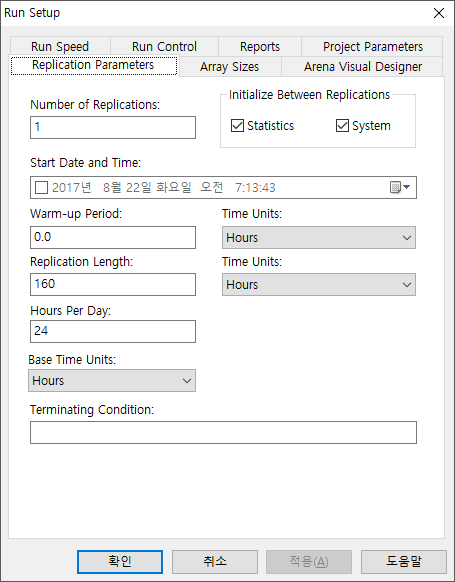 Run Setup
Run Speed Run Control Reports Project Parameters
Replication Parameters Array Sizes Arena Visual Designer
Number of Replications:
Initialize Between Replications
1
Statistics System
Start Date and Time:
2017년 8월 22일 화요일 오전 7:13:43
Warm-up Period: Time Units:
0.0 Hours
Replication Length: Time Units:
160 Hours
Hours Per Day:
24
Base Time Units:
Hours
Terminating Condition:
확인 취소 적용(A) 도움말